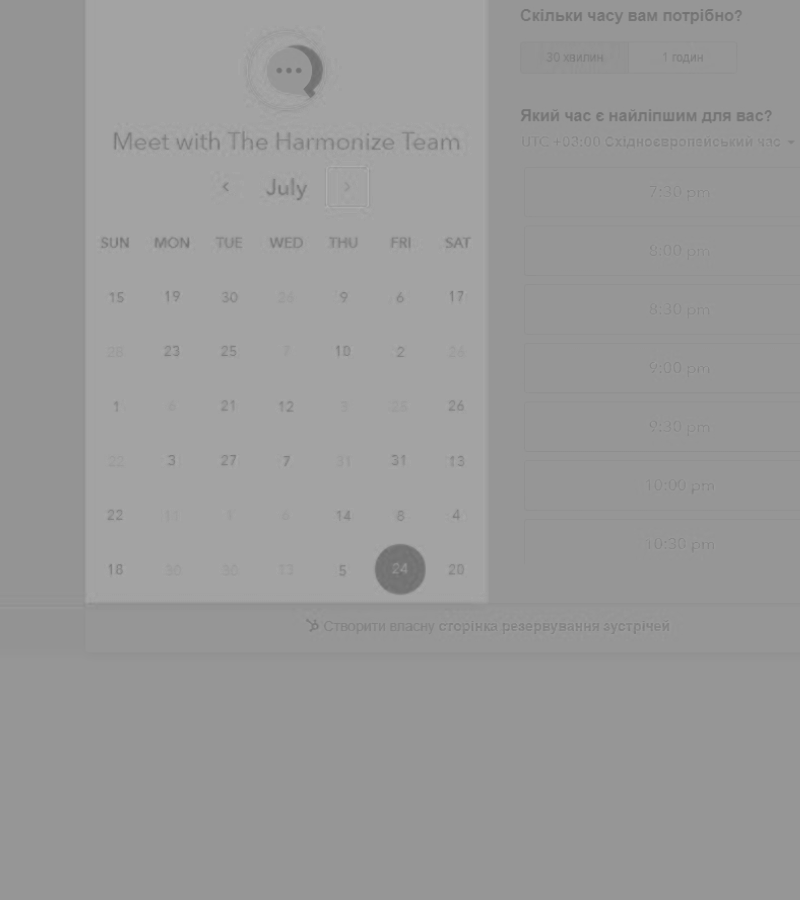 Meet with The Harmonize Team
July
SUN MON TUE WED THU FRI SAT
15 19 30 26 9 6 17
28 23 25 7 10 2 26
1 6 21 12 3 25 26
22 3 27 7 31 31 13
22 11 1 6 14 8 4
18 30 30 13 5 24 20
Скільки часу вам потрібно?
30 хвилин 1 годин
Який час є найліпшим для вас?
UTC +03:00 Східноєвропейський час
7:30 pm
8:00 pm
8:30 pm
9:00 pm
9:30 pm
10:00 pm
10:30 pm
Створити власну сторінка резервування зустрічей